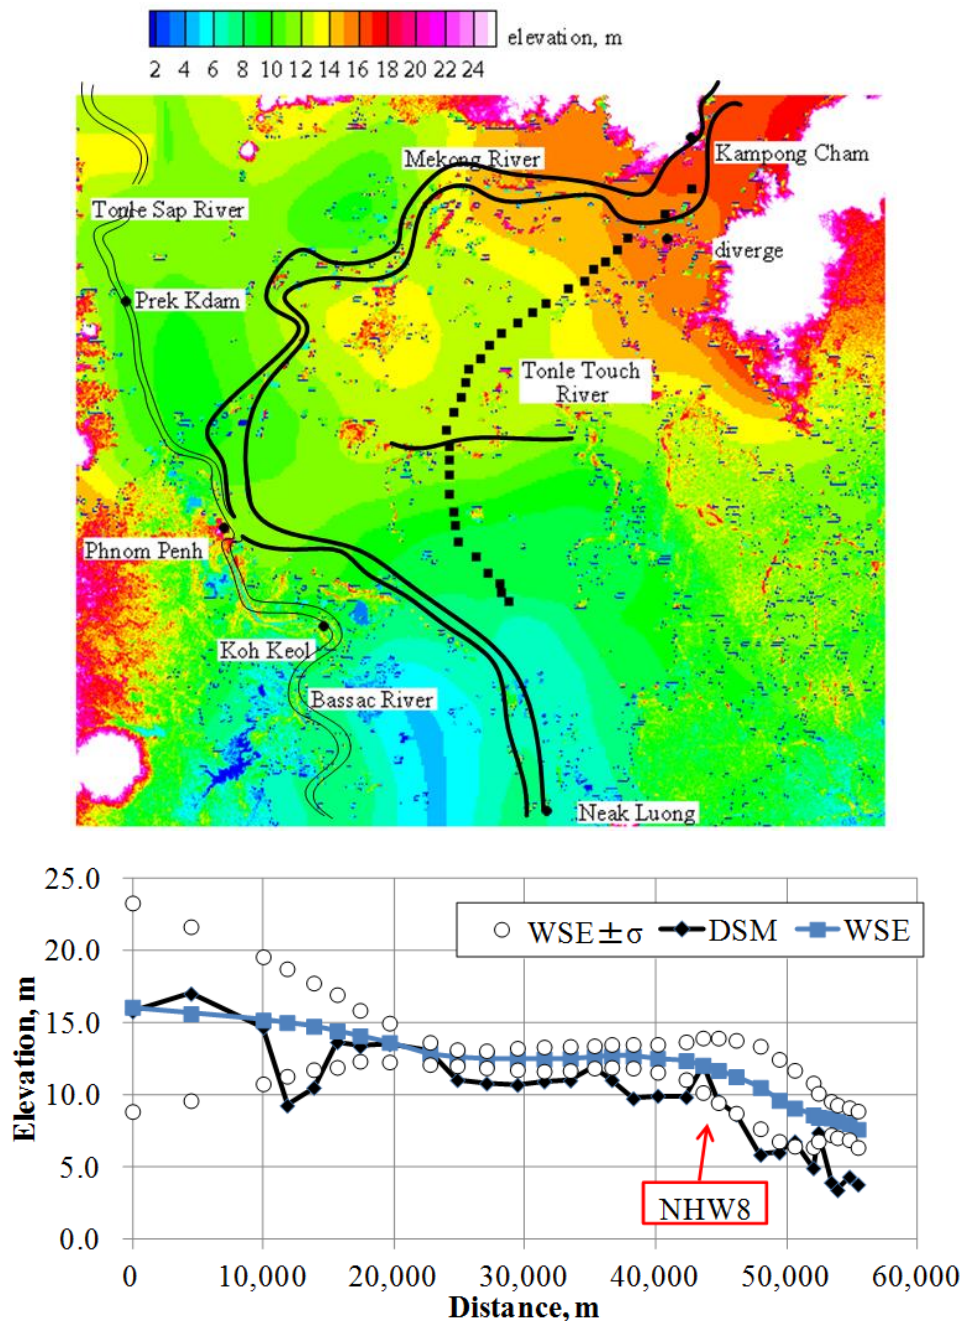 elevation, m
2 4 6 8 10 12 14 16 18 20 22 24
Mekong River
Kampong Cham
Tonle Sap River
diverge
Prek Kdam
Tonle Touch
River
Phnom Penh
Koh Keol
Bassac River
Neak Luong
25.0
20.0
15.0
10.0
5.0
0.0
Elevation, m
WSE±σ DSM WSE
NHW8
0 10,000 20,000 30,000 40,000 50,000 60,000
Distance, m